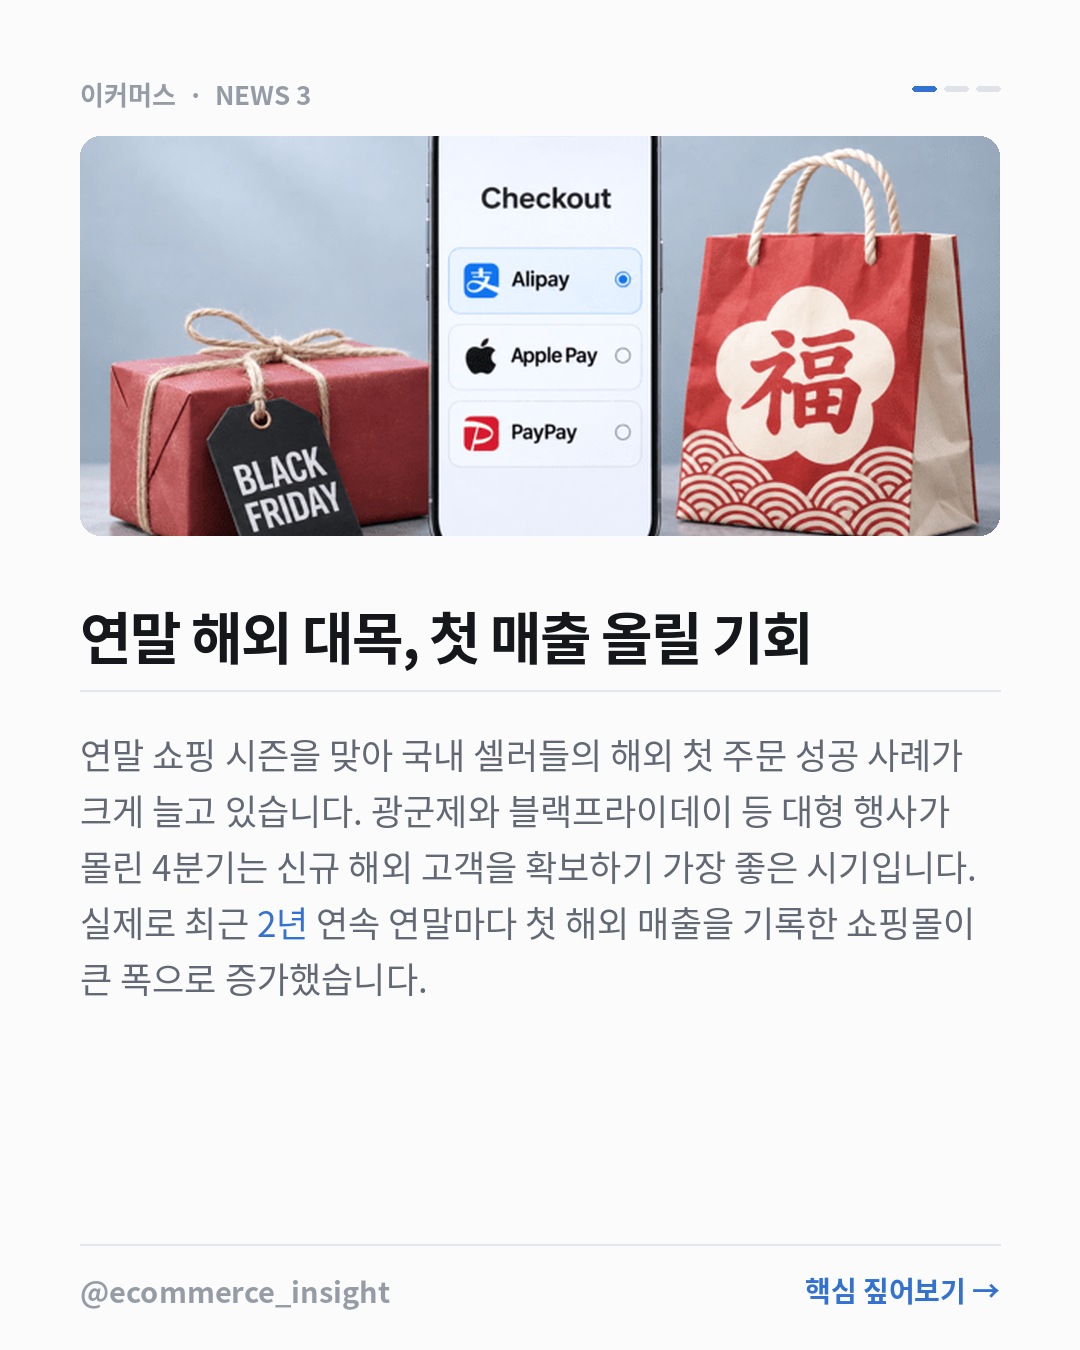 이커머스 · NEWS 3
Checkout
支 Alipay
Apple Pay
P PayPay
BLACK
FRIDAY
福
연말 해외 대목, 첫 매출 올릴 기회
연말 쇼핑 시즌을 맞아 국내 셀러들의 해외 첫 주문 성공 사례가
크게 늘고 있습니다. 광군제와 블랙프라이데이 등 대형 행사가
몰린 4분기는 신규 해외 고객을 확보하기 가장 좋은 시기입니다.
실제로 최근 2년 연속 연말마다 첫 해외 매출을 기록한 쇼핑몰이
큰 폭으로 증가했습니다.
@ecommerce_insight
핵심 짚어보기 →